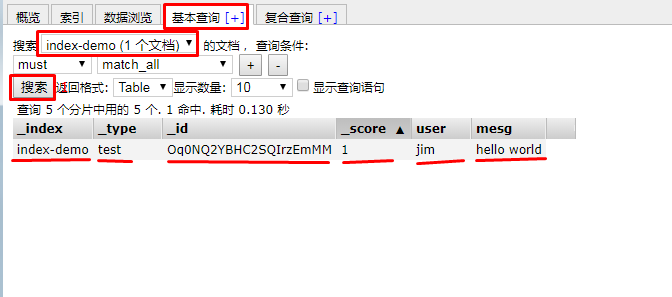 概览 索引 数据浏览 基本查询 [+] 复合查询 [+]
搜索 index-demo (1 个文档) 的文档， 查询条件:
must match_all + -
搜索 返回格式: Table 显示数量: 10 显示查询语句
查询 5 个分片中用的 5 个. 1 命中. 耗时 0.130 秒
_index _type _id _score ▲ user mesg
index-demo test Oq0NQ2YBHC2SQIrzEmMM 1 jim hello world